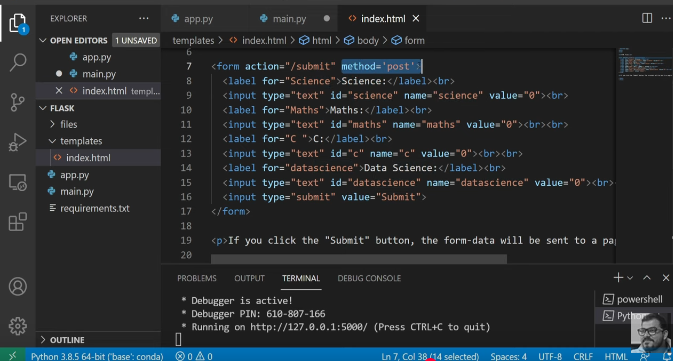 EXPLORER
app.py
main.py
index.html
OPEN EDITORS
1 UNSAVED
app.py
main.py
index.html templ...
FLASK
files
templates
index.html
app.py
main.py
requirements.txt
OUTLINE
templates > index.html > html > body > form
6
7 <form action="/submit" method='post'>
8 <label for="Science">Science:</label><br>
9 <input type="text" id="science" name="science" value="0"><br>
10 <label for="Maths">Maths:</label><br>
11 <input type="text" id="maths" name="maths" value="0"><br><br>
12 <label for="C ">C:</label><br>
13 <input type="text" id="c" name="c" value="0"><br><br>
14 <label for="datascience">Data Science:</label><br>
15 <input type="text" id="datascience" name="datascience" value="0"><br>
16 <input type="submit" value="Submit">
17 </form>
18
19 <p>If you click the "Submit" button, the form-data will be sent to a pa
20
PROBLEMS OUTPUT TERMINAL DEBUG CONSOLE
* Debugger is active!
* Debugger PIN: 610-807-166
* Running on http://127.0.0.1:5000/ (Press CTRL+C to quit)
powershell
Python
1
Python 3.8.5 64-bit ('base': conda) 0 0 Ln 7, Col 38 (14 selected) Spaces: 4 UTF-8 CRLF HTML